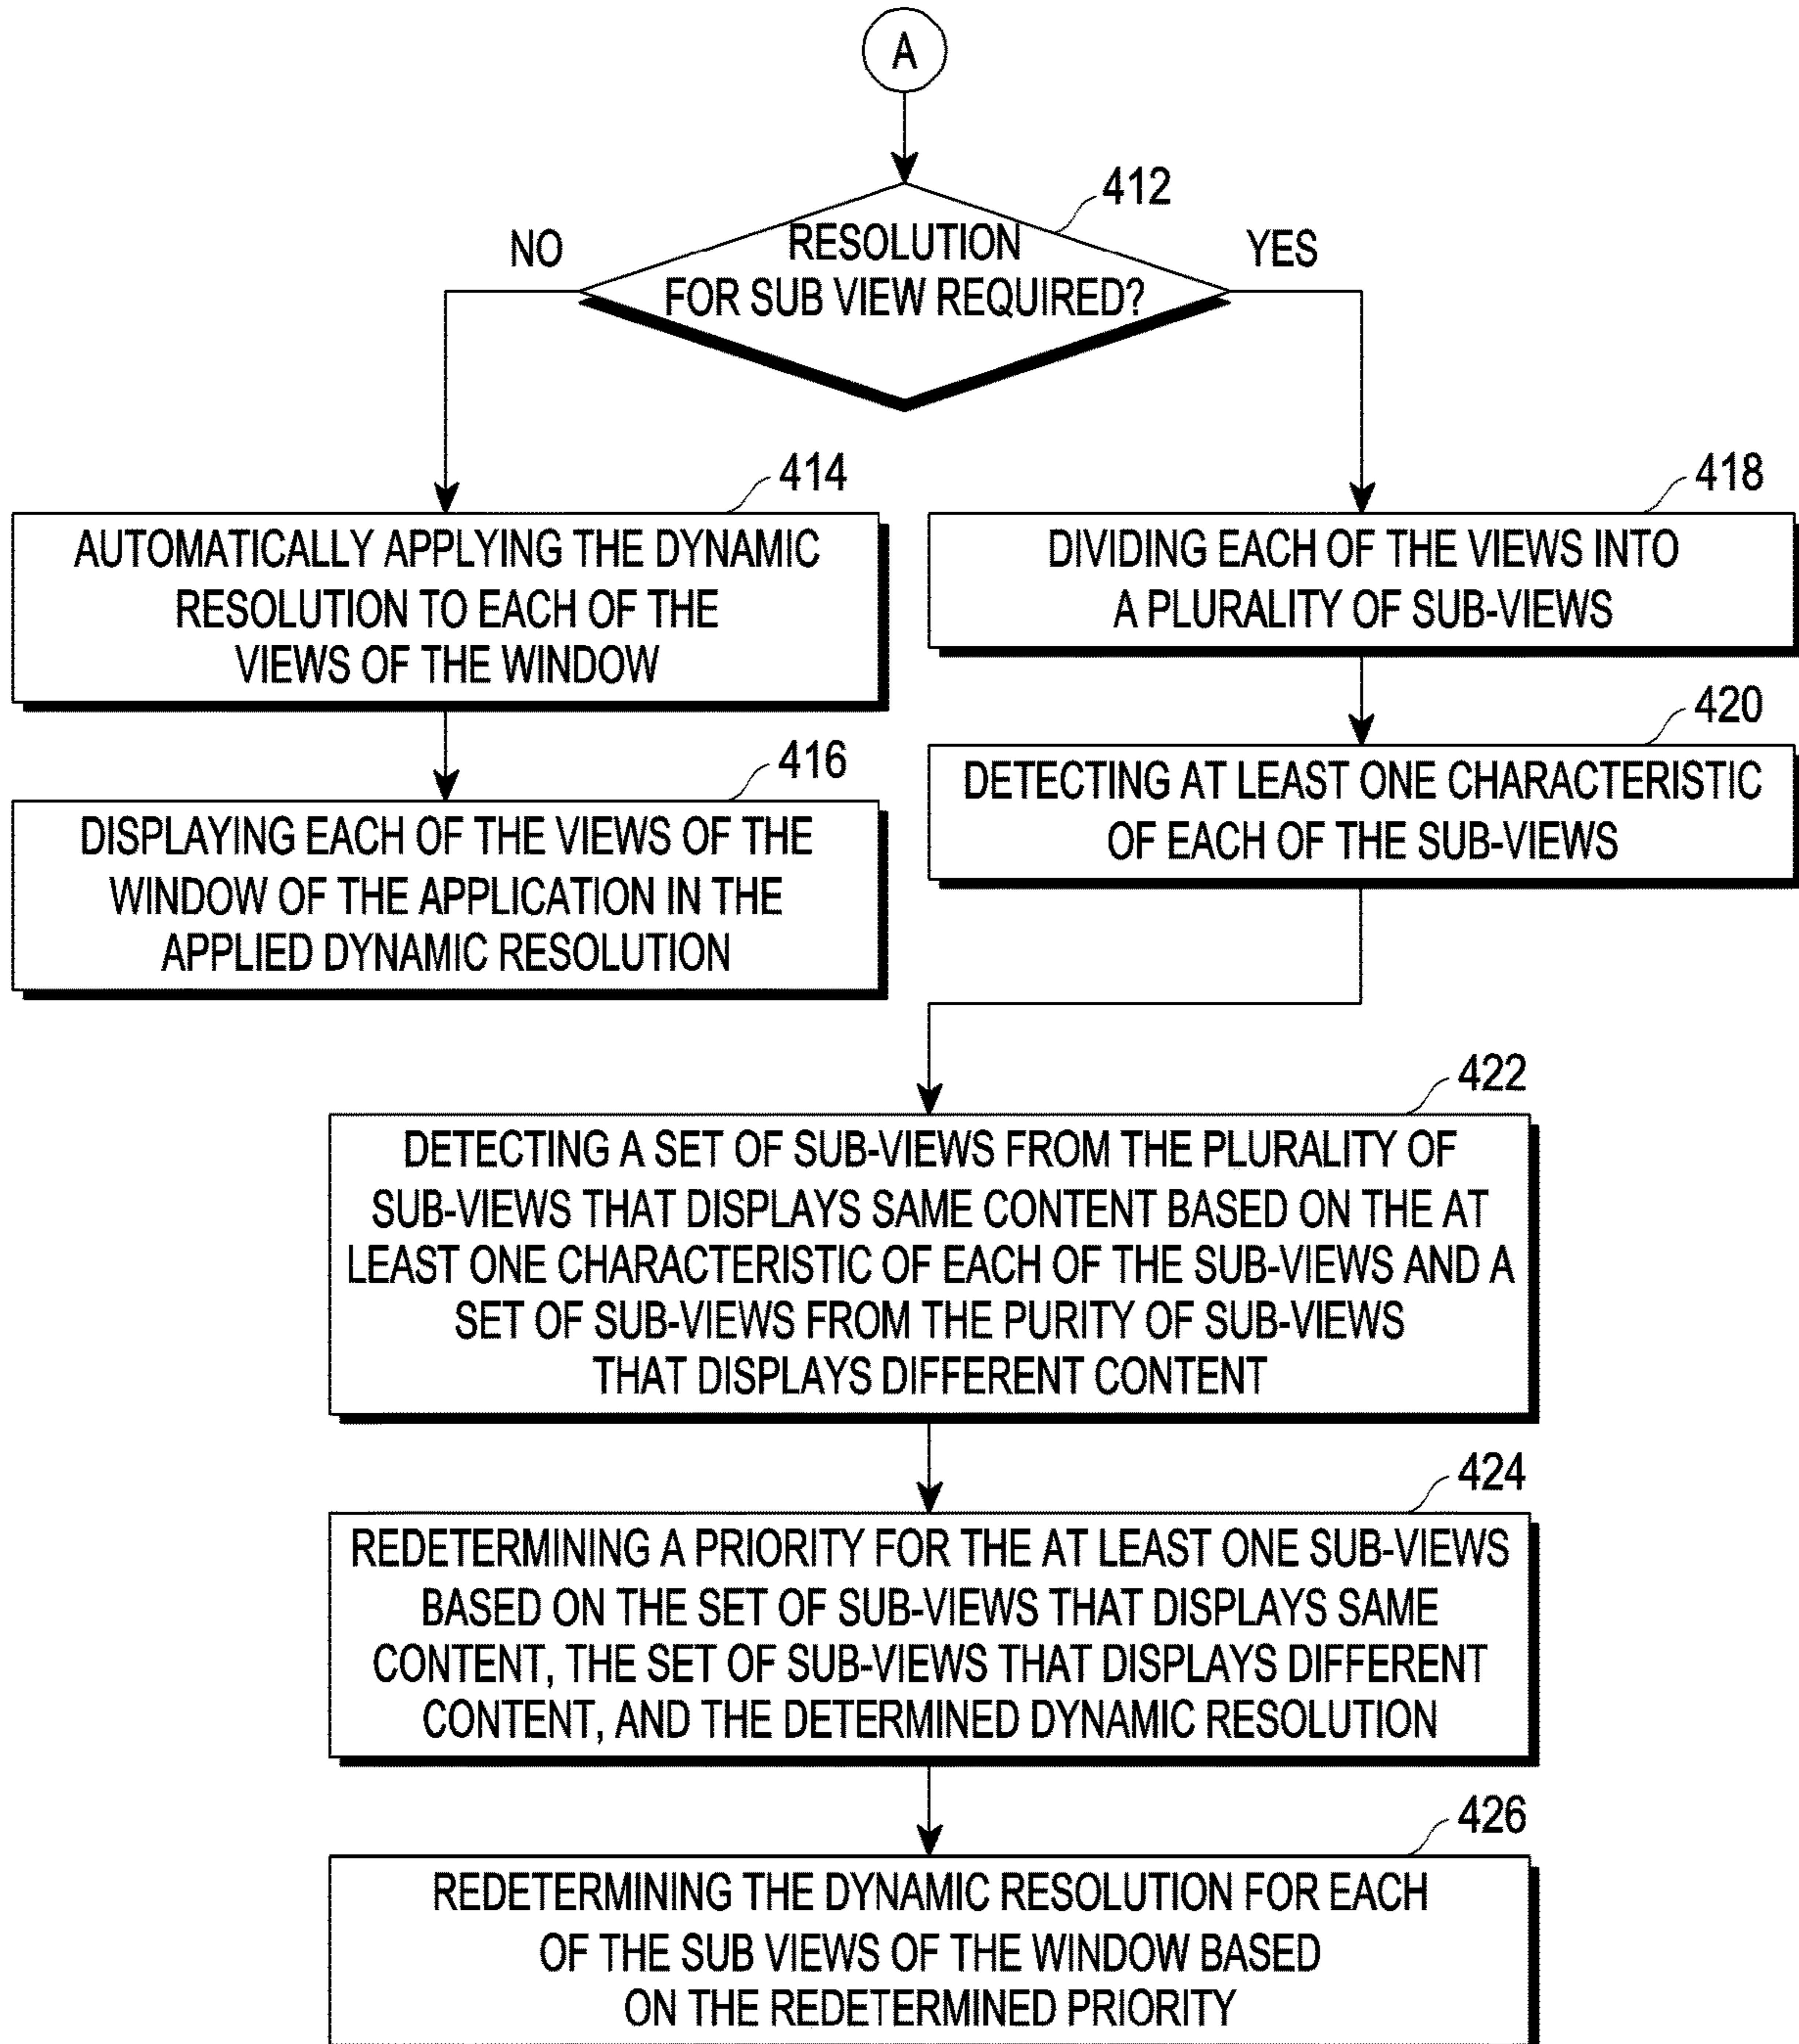 A
412
RESOLUTION
FOR SUB VIEW REQUIRED?
NO
YES
414
AUTOMATICALLY APPLYING THE DYNAMIC
RESOLUTION TO EACH OF THE
VIEWS OF THE WINDOW
416
DISPLAYING EACH OF THE VIEWS OF THE
WINDOW OF THE APPLICATION IN THE
APPLIED DYNAMIC RESOLUTION
418
DIVIDING EACH OF THE VIEWS INTO
A PLURALITY OF SUB-VIEWS
420
DETECTING AT LEAST ONE CHARACTERISTIC
OF EACH OF THE SUB-VIEWS
422
DETECTING A SET OF SUB-VIEWS FROM THE PLURALITY OF
SUB-VIEWS THAT DISPLAYS SAME CONTENT BASED ON THE AT
LEAST ONE CHARACTERISTIC OF EACH OF THE SUB-VIEWS AND A
SET OF SUB-VIEWS FROM THE PURITY OF SUB-VIEWS
THAT DISPLAYS DIFFERENT CONTENT
424
REDETERMINING A PRIORITY FOR THE AT LEAST ONE SUB-VIEWS
BASED ON THE SET OF SUB-VIEWS THAT DISPLAYS SAME
CONTENT, THE SET OF SUB-VIEWS THAT DISPLAYS DIFFERENT
CONTENT, AND THE DETERMINED DYNAMIC RESOLUTION
426
REDETERMINING THE DYNAMIC RESOLUTION FOR EACH
OF THE SUB VIEWS OF THE WINDOW BASED
ON THE REDETERMINED PRIORITY